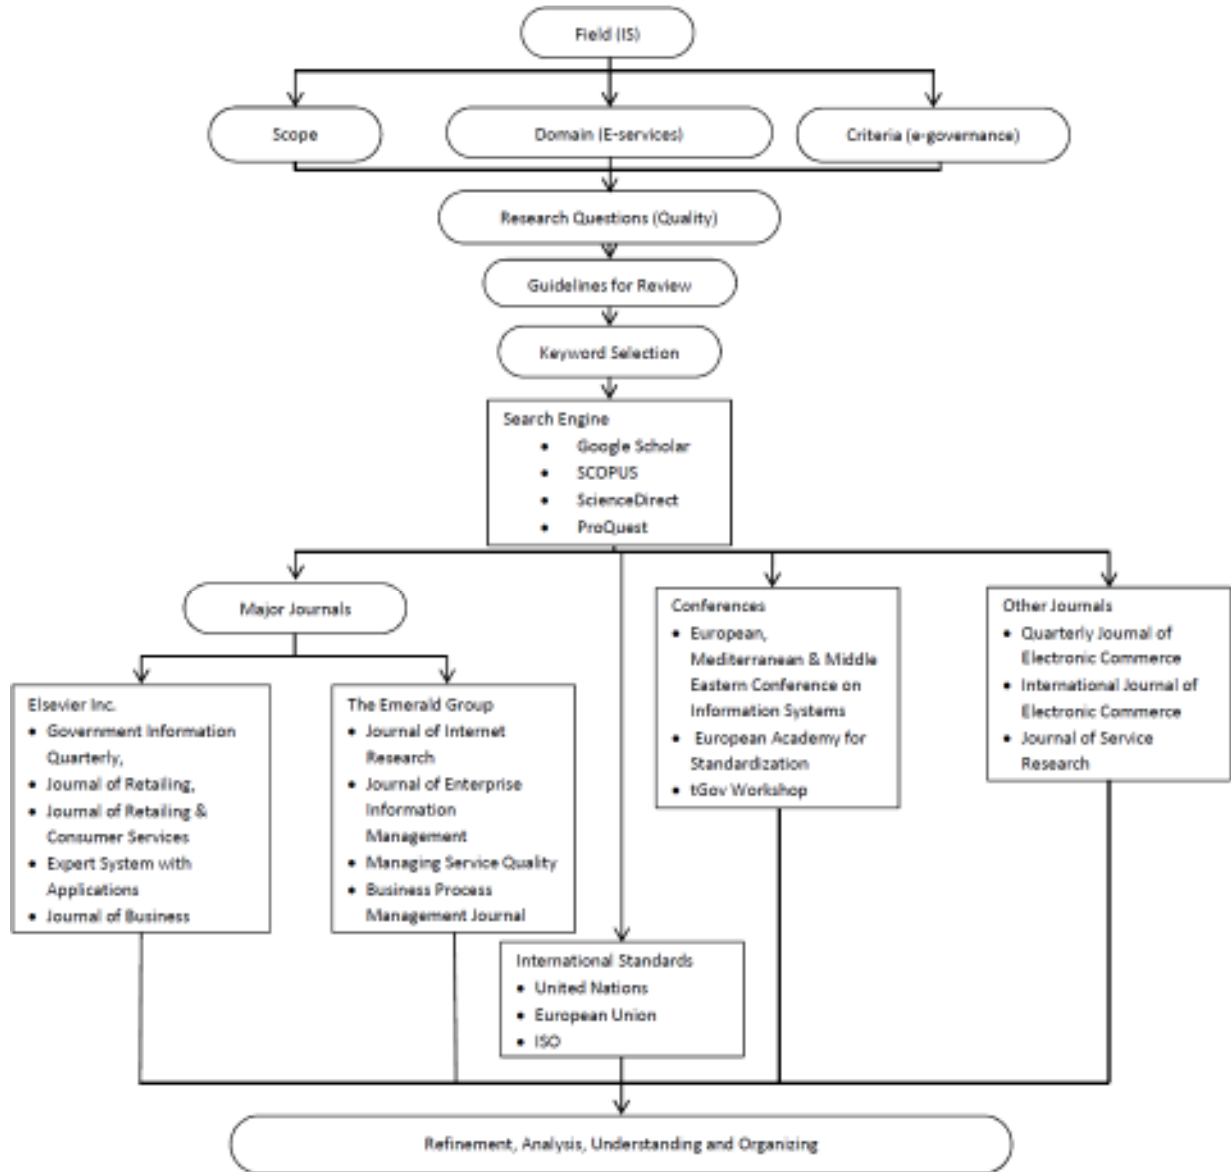 Field (IS)
Scope
Domain (E-services)
Criteria (e-governance)
Research Questions (Quality)
Guidelines for Review
Keyword Selection
Search Engine
• Google Scholar
• SCOPUS
• ScienceDirect
• ProQuest
Major Journals
Elsevier Inc.
• Government Information
Quarterly,
• Journal of Retailing,
• Journal of Retailing &
Consumer Services
• Expert System with
Applications
• Journal of Business
The Emerald Group
• Journal of Internet
Research
• Journal of Enterprise
Information
Management
• Managing Service Quality
• Business Process
Management Journal
International Standards
• United Nations
• European Union
• ISO
Conferences
• European,
Mediterranean & Middle
Eastern Conference on
Information Systems
• European Academy for
Standardization
• tGov Workshop
Other Journals
• Quarterly Journal of
Electronic Commerce
• International Journal of
Electronic Commerce
• Journal of Service
Research
Refinement, Analysis, Understanding and Organizing